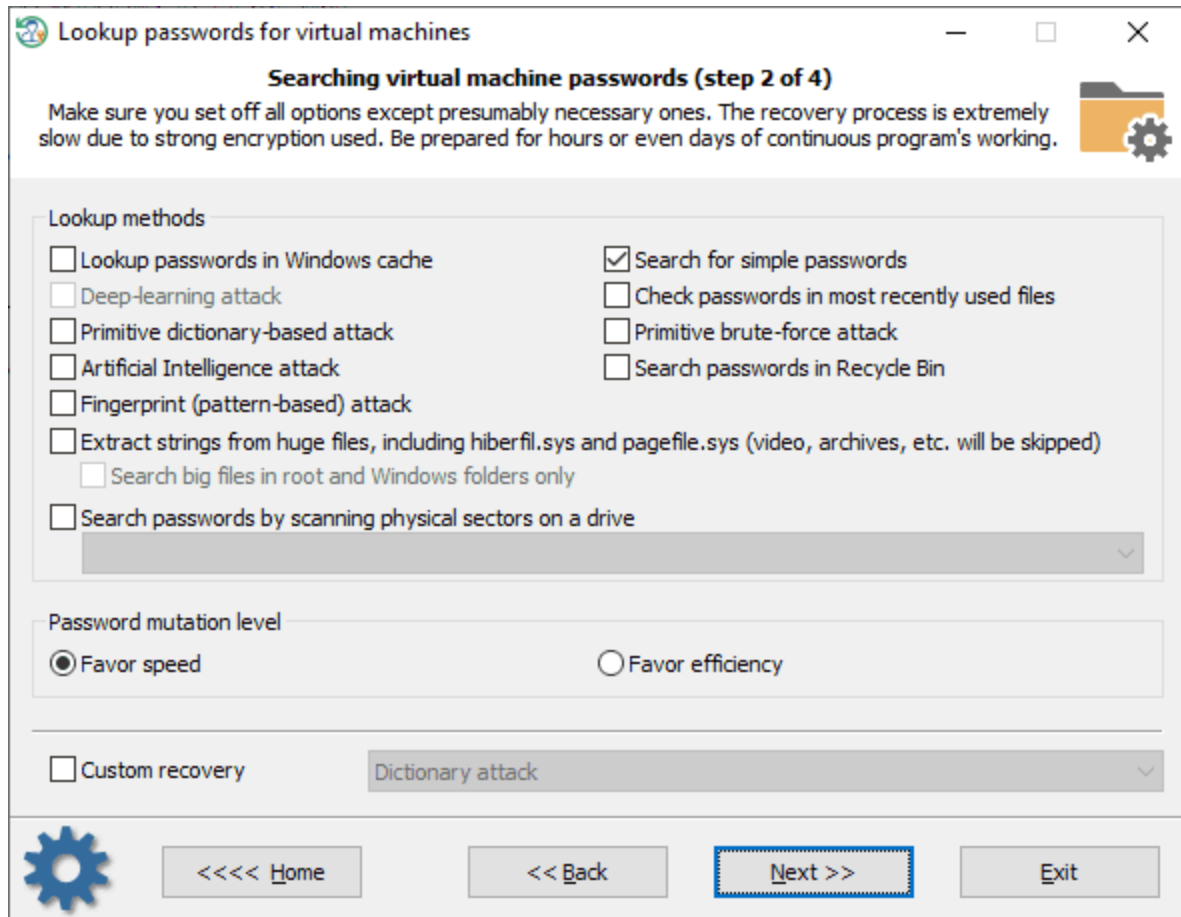 Lookup passwords for virtual machines
Searching virtual machine passwords (step 2 of 4)
Make sure you set off all options except presumably necessary ones. The recovery process is extremely
slow due to strong encryption used. Be prepared for hours or even days of continuous program's working.
Lookup methods
Lookup passwords in Windows cache
Search for simple passwords
Deep-learning attack
Check passwords in most recently used files
Primitive dictionary-based attack
Primitive brute-force attack
Artificial Intelligence attack
Search passwords in Recycle Bin
Fingerprint (pattern-based) attack
Extract strings from huge files, including hiberfil.sys and pagefile.sys (video, archives, etc. will be skipped)
Search big files in root and Windows folders only
Search passwords by scanning physical sectors on a drive
Password mutation level
Favor speed
Favor efficiency
Custom recovery
Dictionary attack
<<<< Home
<< Back
Next >>
Exit